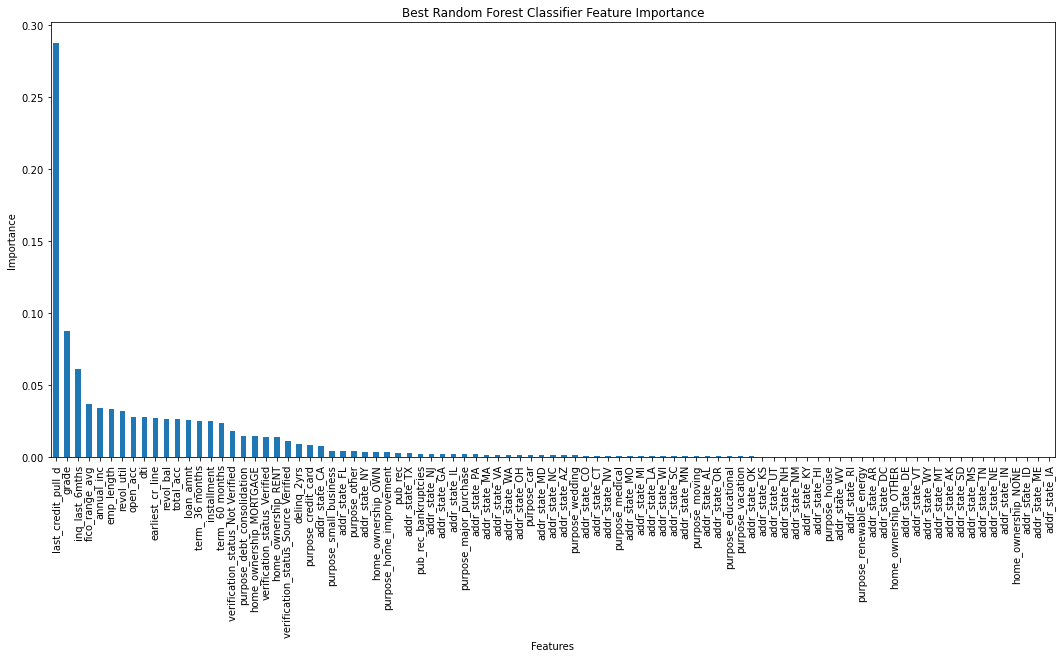 Best Random Forest Classifier Feature Importance
0.30
0.25
0.20
0.15
0.10
0.05
0.00
Importance
last_credit_pull_d
grade
inq_last_6mths
fico_range_avg
annual_inc
emp_length
revol_util
open_acc
dti
earliest_cr_line
revol_bal
total_acc
loan_amnt
term_ 36 months
installment
term_ 60 months
verification_status_Not Verified
purpose_debt_consolidation
home_ownership_MORTGAGE
verification_status_Verified
home_ownership_RENT
verification_status_Source Verified
delinq_2yrs
purpose_credit_card
addr_state_CA
purpose_small_business
addr_state_FL
purpose_other
addr_state_NY
home_ownership_OWN
purpose_home_improvement
pub_rec
addr_state_TX
pub_rec_bankruptcies
addr_state_NJ
addr_state_GA
addr_state_IL
purpose_major_purchase
addr_state_PA
addr_state_MA
addr_state_VA
addr_state_WA
addr_state_OH
purpose_car
addr_state_MD
addr_state_NC
addr_state_AZ
purpose_wedding
addr_state_CO
addr_state_CT
addr_state_NV
purpose_medical
addr_state_MO
addr_state_MI
addr_state_LA
addr_state_WI
addr_state_SC
addr_state_MN
purpose_moving
addr_state_AL
addr_state_OR
purpose_educational
purpose_vacation
addr_state_OK
addr_state_KS
addr_state_UT
addr_state_NH
addr_state_NM
addr_state_KY
addr_state_HI
purpose_house
addr_state_WV
addr_state_RI
purpose_renewable_energy
addr_state_AR
addr_state_DC
home_ownership_OTHER
addr_state_DE
addr_state_VT
addr_state_WY
addr_state_MT
addr_state_AK
addr_state_SD
addr_state_MS
addr_state_TN
addr_state_NE
addr_state_IN
home_ownership_NONE
addr_state_ID
addr_state_ME
addr_state_IA
Features